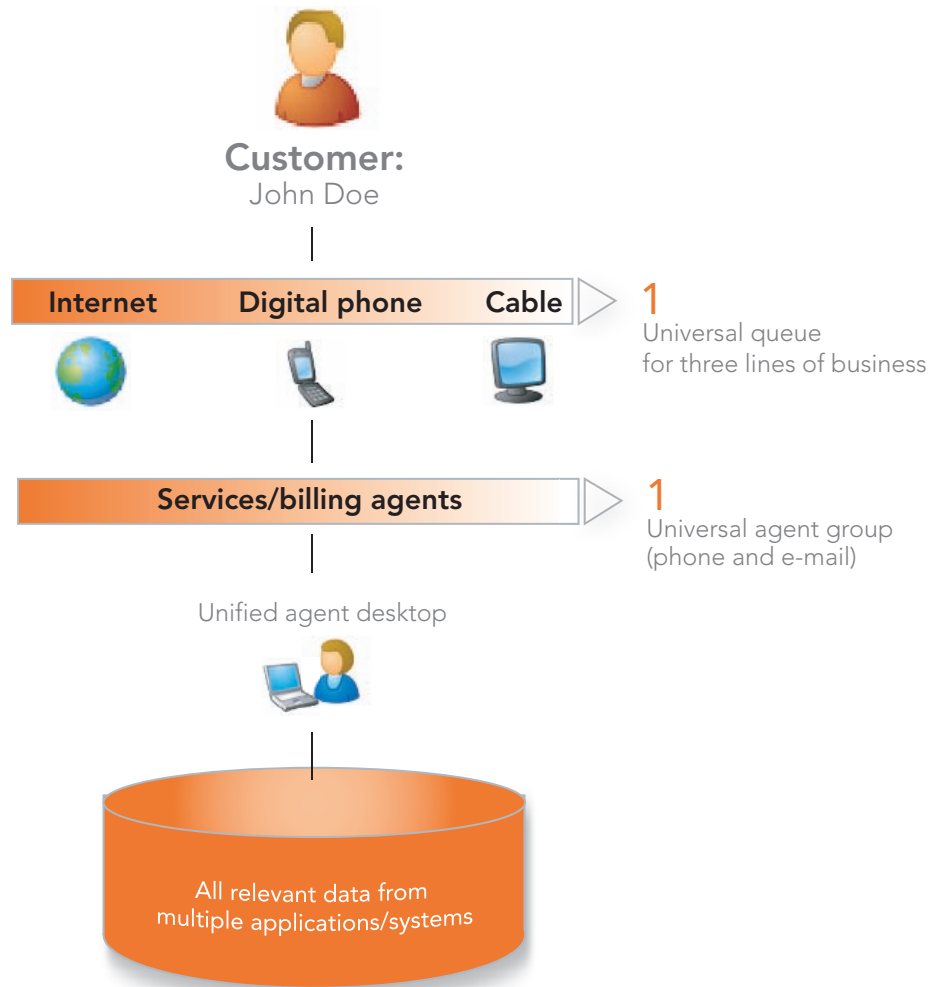 Customer:
John Doe
Internet Digital phone Cable
1
Universal queue
for three lines of business
Services/billing agents
1
Universal agent group
(phone and e-mail)
Unified agent desktop
All relevant data from
multiple applications/systems